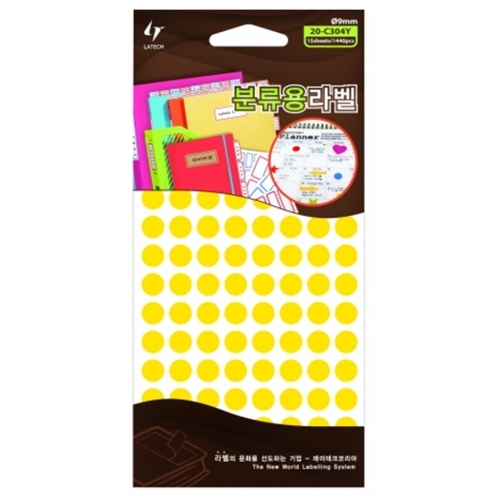 Ø9mm
20-C304Y
15sheets/1440pcs
LATECH
분류용라벨
Planner
라벨의 문화를 선도하는 기업 - 레이테크코리아
The New World Labelling System